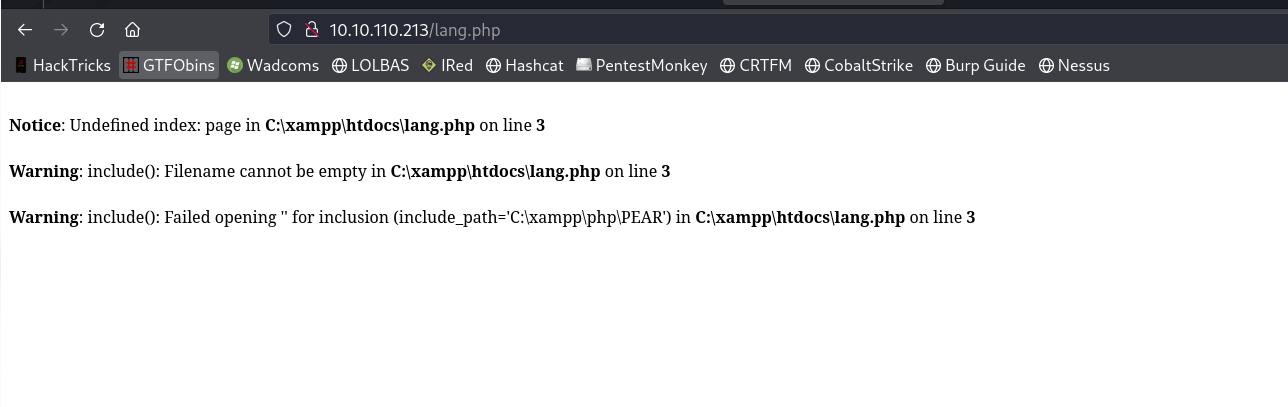 10.10.110.213/lang.php
HackTricks GTFObins Wadcoms LOLBAS IRed Hashcat PentestMonkey CRTFM CobaltStrike Burp Guide Nessus
Notice: Undefined index: page in C:\xampp\htdocs\lang.php on line 3
Warning: include(): Filename cannot be empty in C:\xampp\htdocs\lang.php on line 3
Warning: include(): Failed opening '' for inclusion (include_path='C:\xampp\php\PEAR') in C:\xampp\htdocs\lang.php on line 3